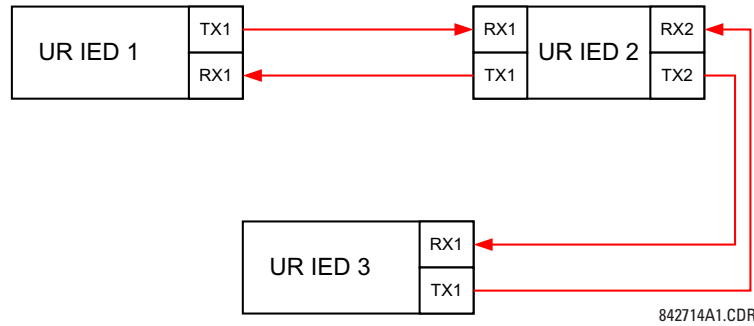 UR IED 1
TX1
RX1
RX1
TX1
UR IED 2
RX2
TX2
UR IED 3
RX1
TX1
842714A1.CDR